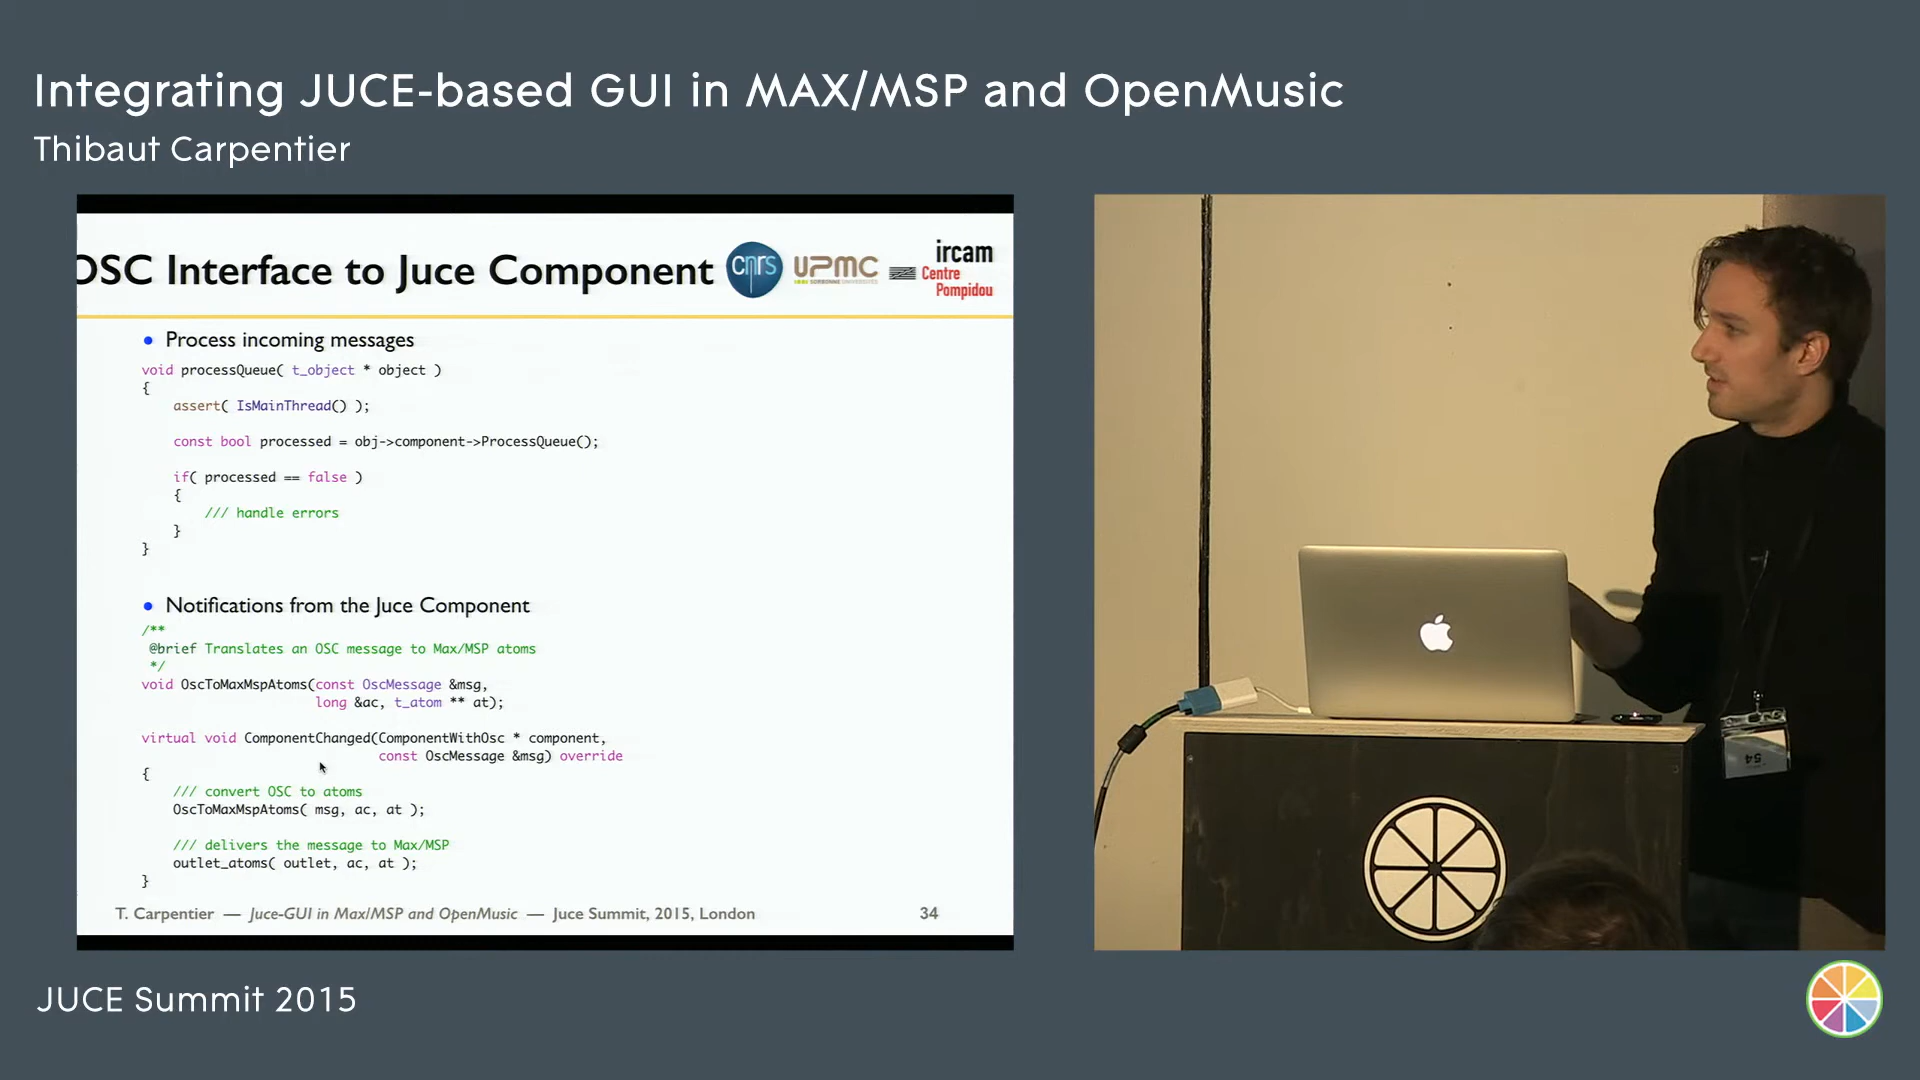 Integrating JUCE-based GUI in MAX/MSP and OpenMusic
Thibaut Carpentier
OSC Interface to Juce Component
cnrs
UPMC
SORBONNE UNIVERSITÉS
ircam
Centre
Pompidou
• Process incoming messages
void processQueue( t_object * object )
{
assert( IsMainThread() );
const bool processed = obj->component->ProcessQueue();
if( processed == false )
{
/// handle errors
}
}
• Notifications from the Juce Component
/**
@brief Translates an OSC message to Max/MSP atoms
*/
void OscToMaxMspAtoms(const OscMessage &msg,
long &ac, t_atom ** at);
virtual void ComponentChanged(ComponentWithOsc * component,
const OscMessage &msg) override
{
/// convert OSC to atoms
OscToMaxMspAtoms( msg, ac, at );
/// delivers the message to Max/MSP
outlet_atoms( outlet, ac, at );
}
T. Carpentier — Juce-GUI in Max/MSP and OpenMusic — Juce Summit, 2015, London
34
54
JUCE Summit 2015